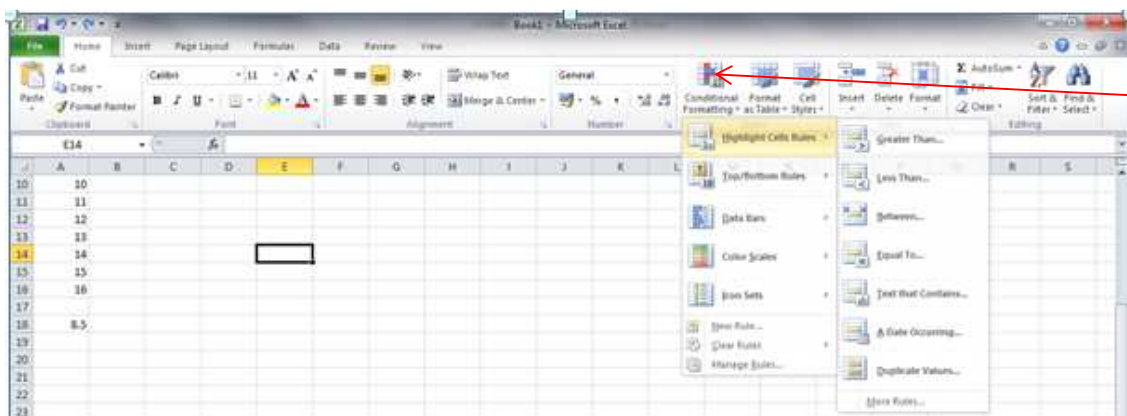 Book1 - Microsoft Excel
File Home Insert Page Layout Formulas Data Review View
Cut
Copy
Format Painter
Paste
Calibri 11 A A
B I U A
Wrap Text
Merge & Center
General
% ,
Conditional Formatting
Format as Table
Cell Styles
Insert Delete Format
Σ AutoSum
Fill
Clear
Sort & Filter
Find & Select
Clipboard Font Alignment Number Editing
E14 fx
A B C D E F G H I J K L R S
10 10
11 11
12 12
13 13
14 14
15 15
16 16
17
18 8.5
19
20
21
22
23
Highlight Cells Rules
Top/Bottom Rules
Data Bars
Color Scales
Icon Sets
New Rule...
Clear Rules
Manage Rules...
Greater Than...
Less Than...
Between...
Equal To...
Text that Contains...
A Date Occurring...
Duplicate Values...
More Rules...